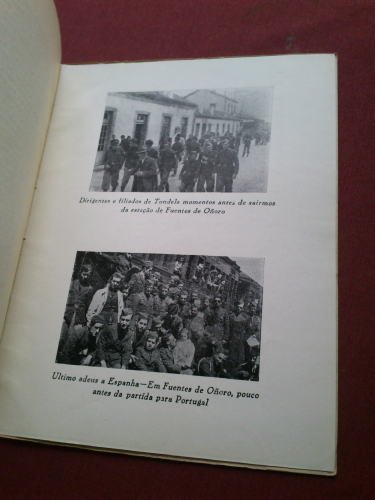 Dirigentes e filiados de Tondela momentos antes de saírmos
da estação de Fuentes de Oñoro
Ultimo adeus a Espanha—Em Fuentes de Oñoro, pouco
antes da partida para Portugal